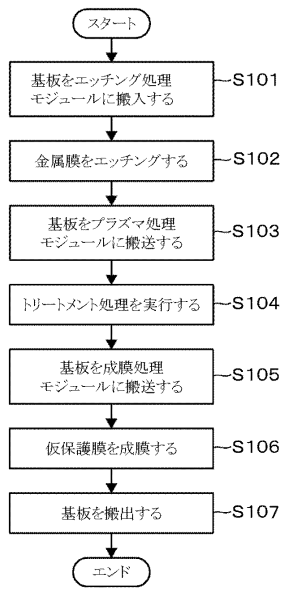 スタート
基板をエッチング処理
モジュールに搬入する
S101
金属膜をエッチングする
S102
基板をプラズマ処理
モジュールに搬送する
S103
トリートメント処理を実行する
S104
基板を成膜処理
モジュールに搬送する
S105
仮保護膜を成膜する
S106
基板を搬出する
S107
エンド